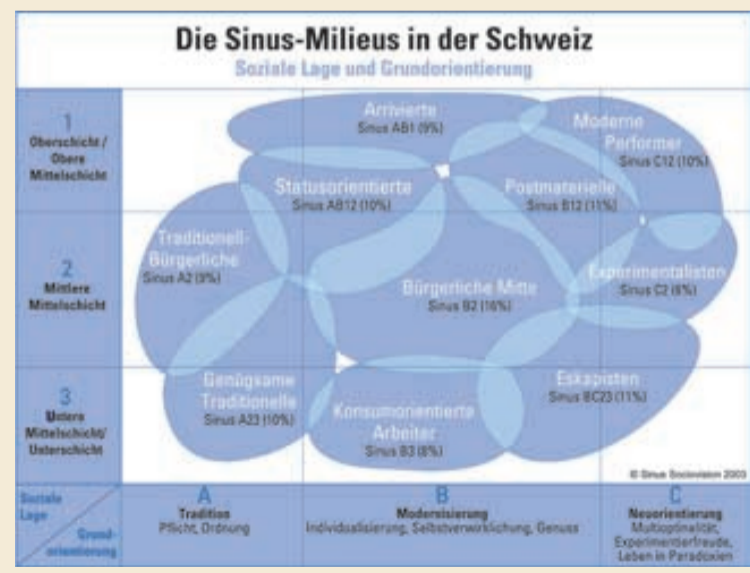 Die Sinus-Milieus in der Schweiz
Soziale Lage und Grundorientierung
1
Oberschicht /
Obere
Mittelschicht
Arrivierte
Sinus AB1 (9%)
Moderne
Performer
Sinus C12 (10%)
Statusorientierte
Sinus AB12 (10%)
Postmaterielle
Sinus B12 (11%)
2
Mittlere
Mittelschicht
Traditionell-
Bürgerliche
Sinus A2 (9%)
Bürgerliche Mitte
Sinus B2 (16%)
Experimentalisten
Sinus C2 (6%)
3
Untere
Mittelschicht/
Unterschicht
Genügsame
Traditionelle
Sinus A23 (10%)
Konsumorientierte
Arbeiter
Sinus B3 (8%)
Eskapisten
Sinus BC23 (11%)
© Sinus Sociovision 2003
Soziale
Lage
Grund-
orientierung
A
Tradition
Pflicht, Ordnung
B
Modernisierung
Individualisierung, Selbstverwirklichung, Genuss
C
Neuorientierung
Multioptionalität,
Experimentierfreude,
Leben in Paradoxien